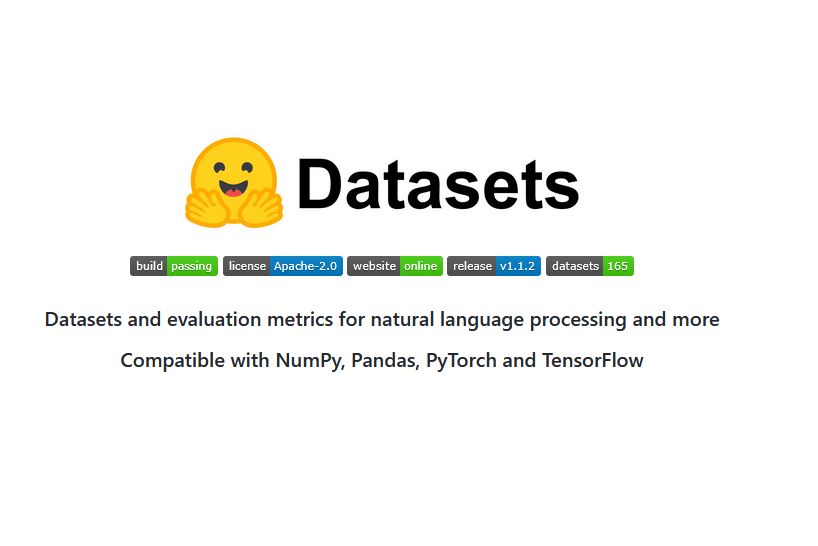 Datasets
build passing license Apache-2.0 website online release v1.1.2 datasets 165
Datasets and evaluation metrics for natural language processing and more
Compatible with NumPy, Pandas, PyTorch and TensorFlow